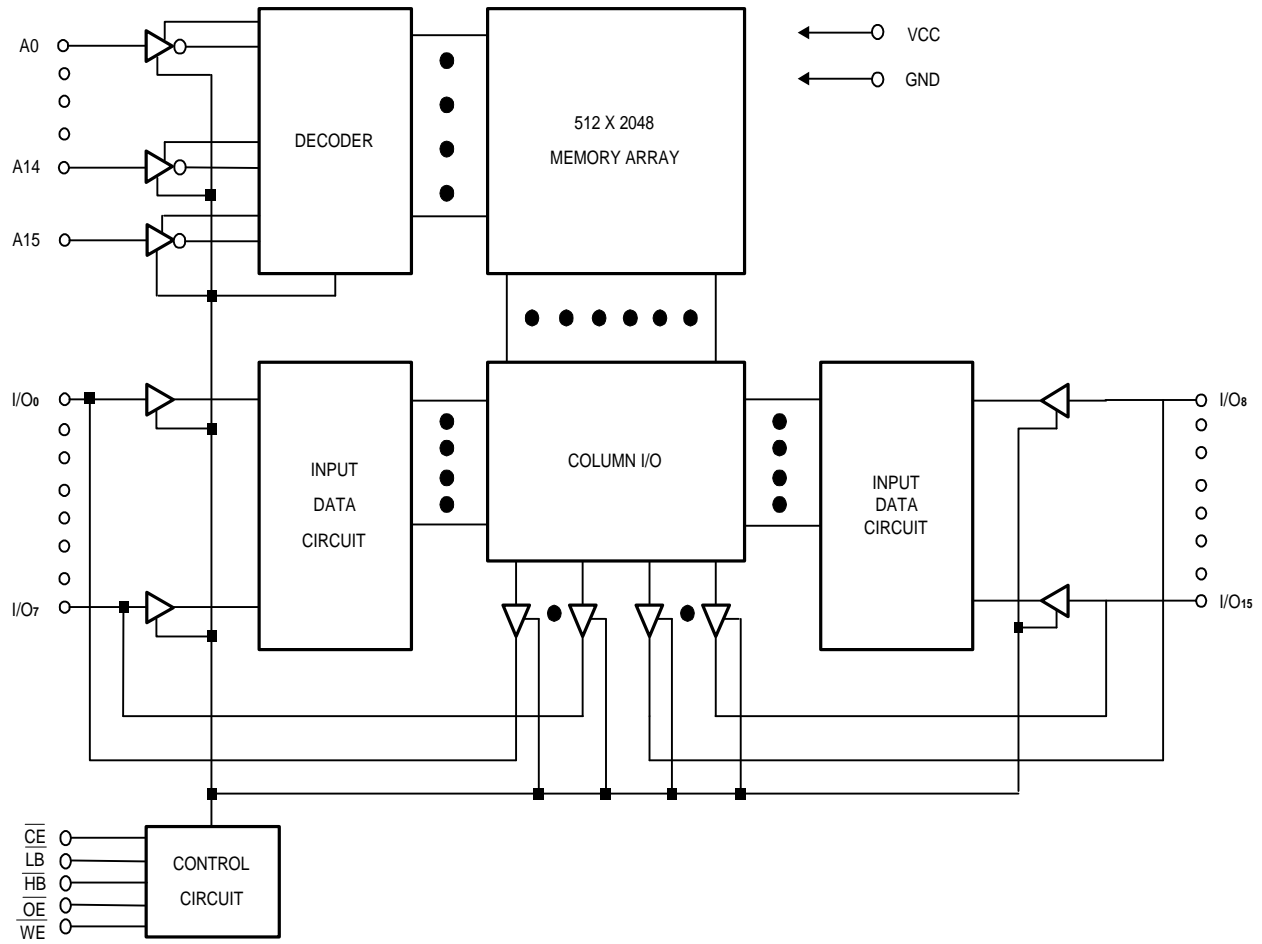 A0
VCC
GND
DECODER
512 X 2048
MEMORY ARRAY
A14
A15
I/O0
I/O8
INPUT
DATA
CIRCUIT
COLUMN I/O
INPUT
DATA
CIRCUIT
I/O7
I/O15
CE
LB
HB
OE
WE
CONTROL
CIRCUIT